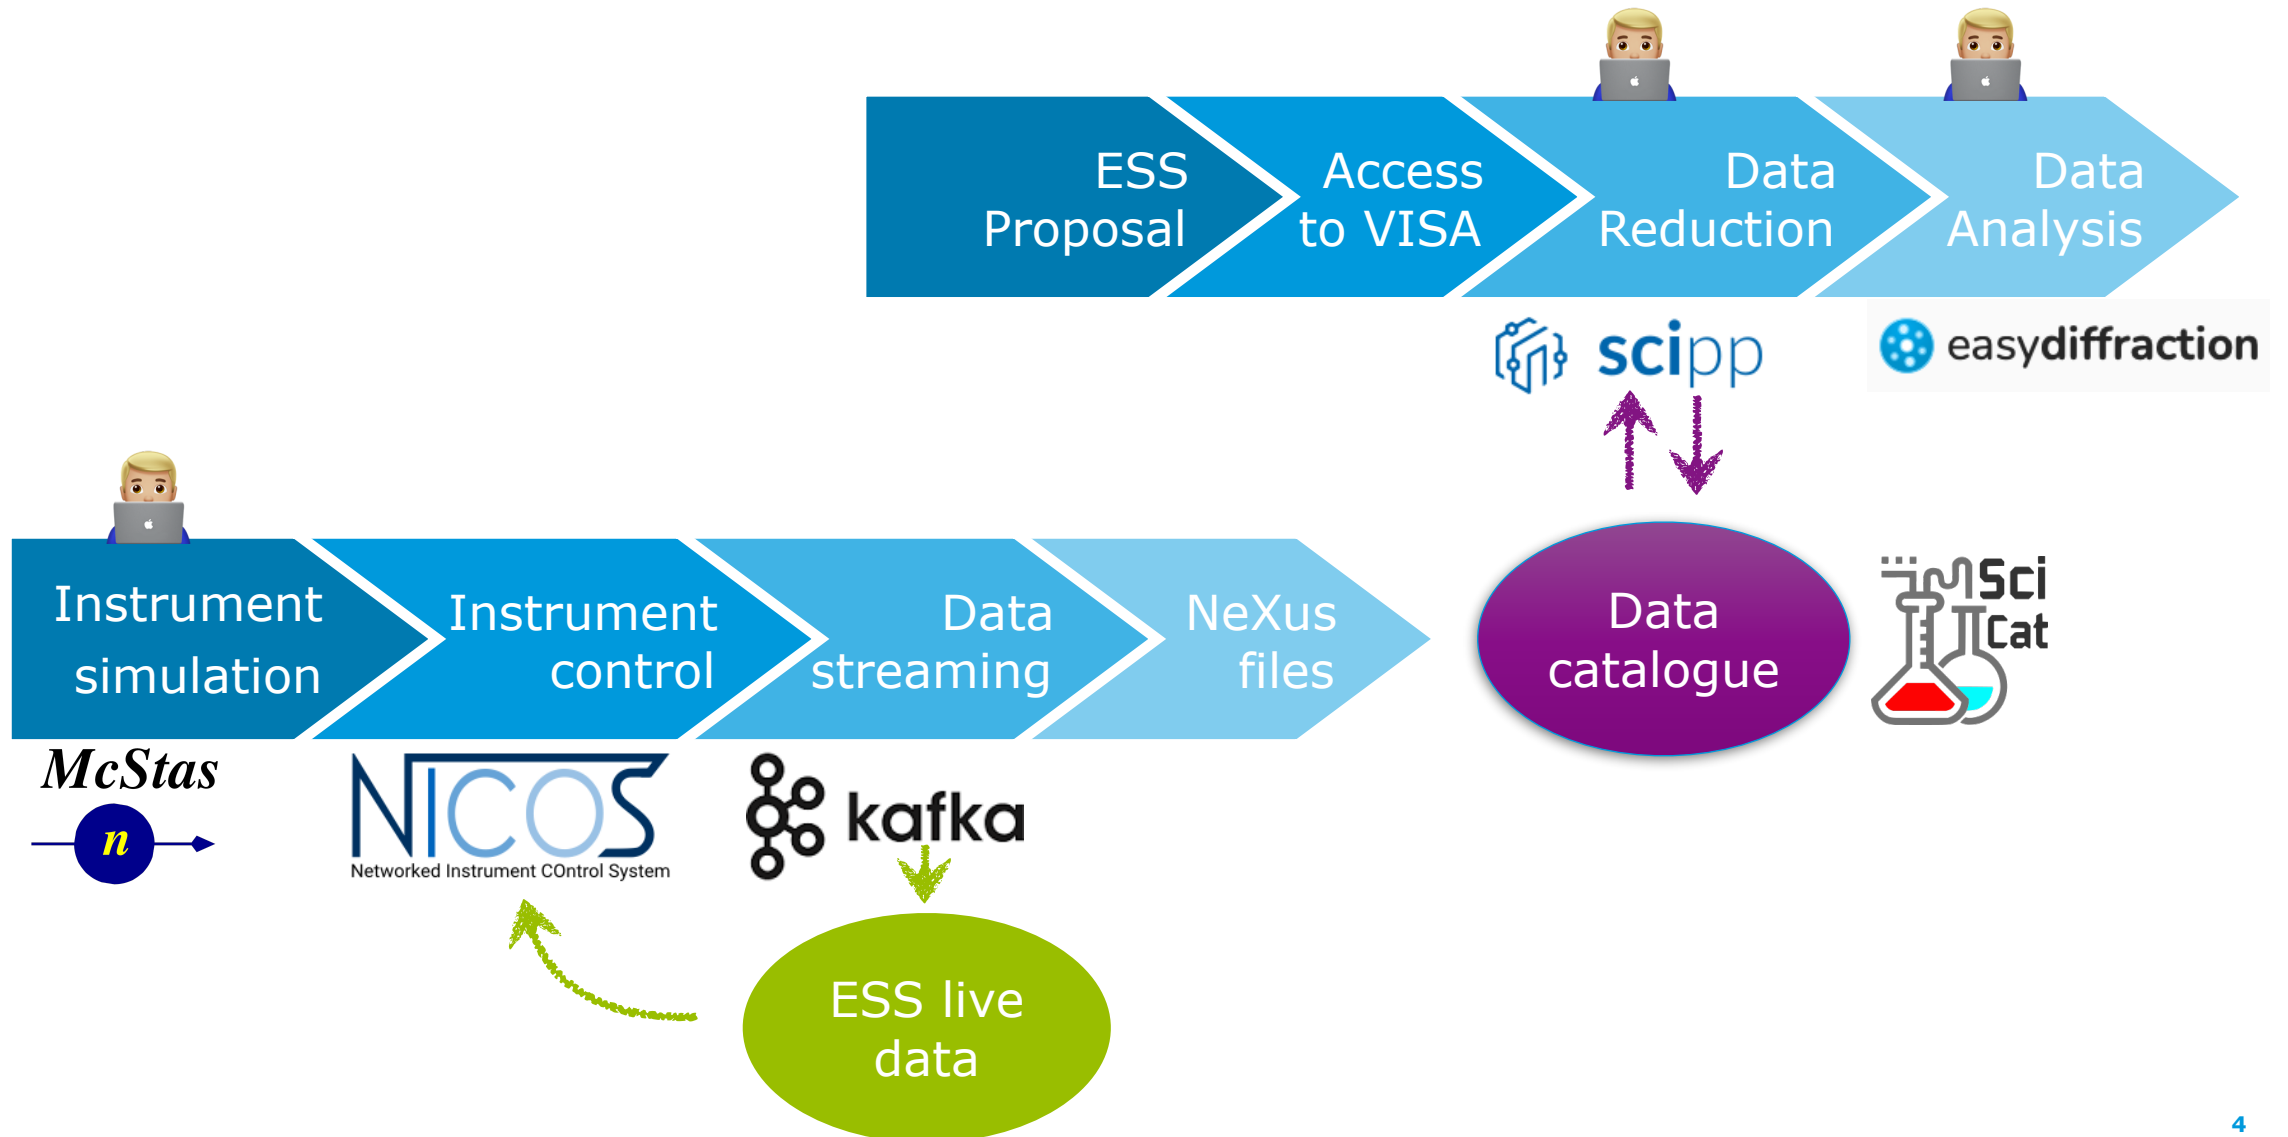 ESS
Proposal
Access
to VISA
Data
Reduction
Data
Analysis
scipp
easydiffraction
Instrument
simulation
Instrument
control
Data
streaming
NeXus
files
Data
catalogue
Sci
Cat
McStas
n
NICOS
Networked Instrument COntrol System
kafka
ESS live
data
4